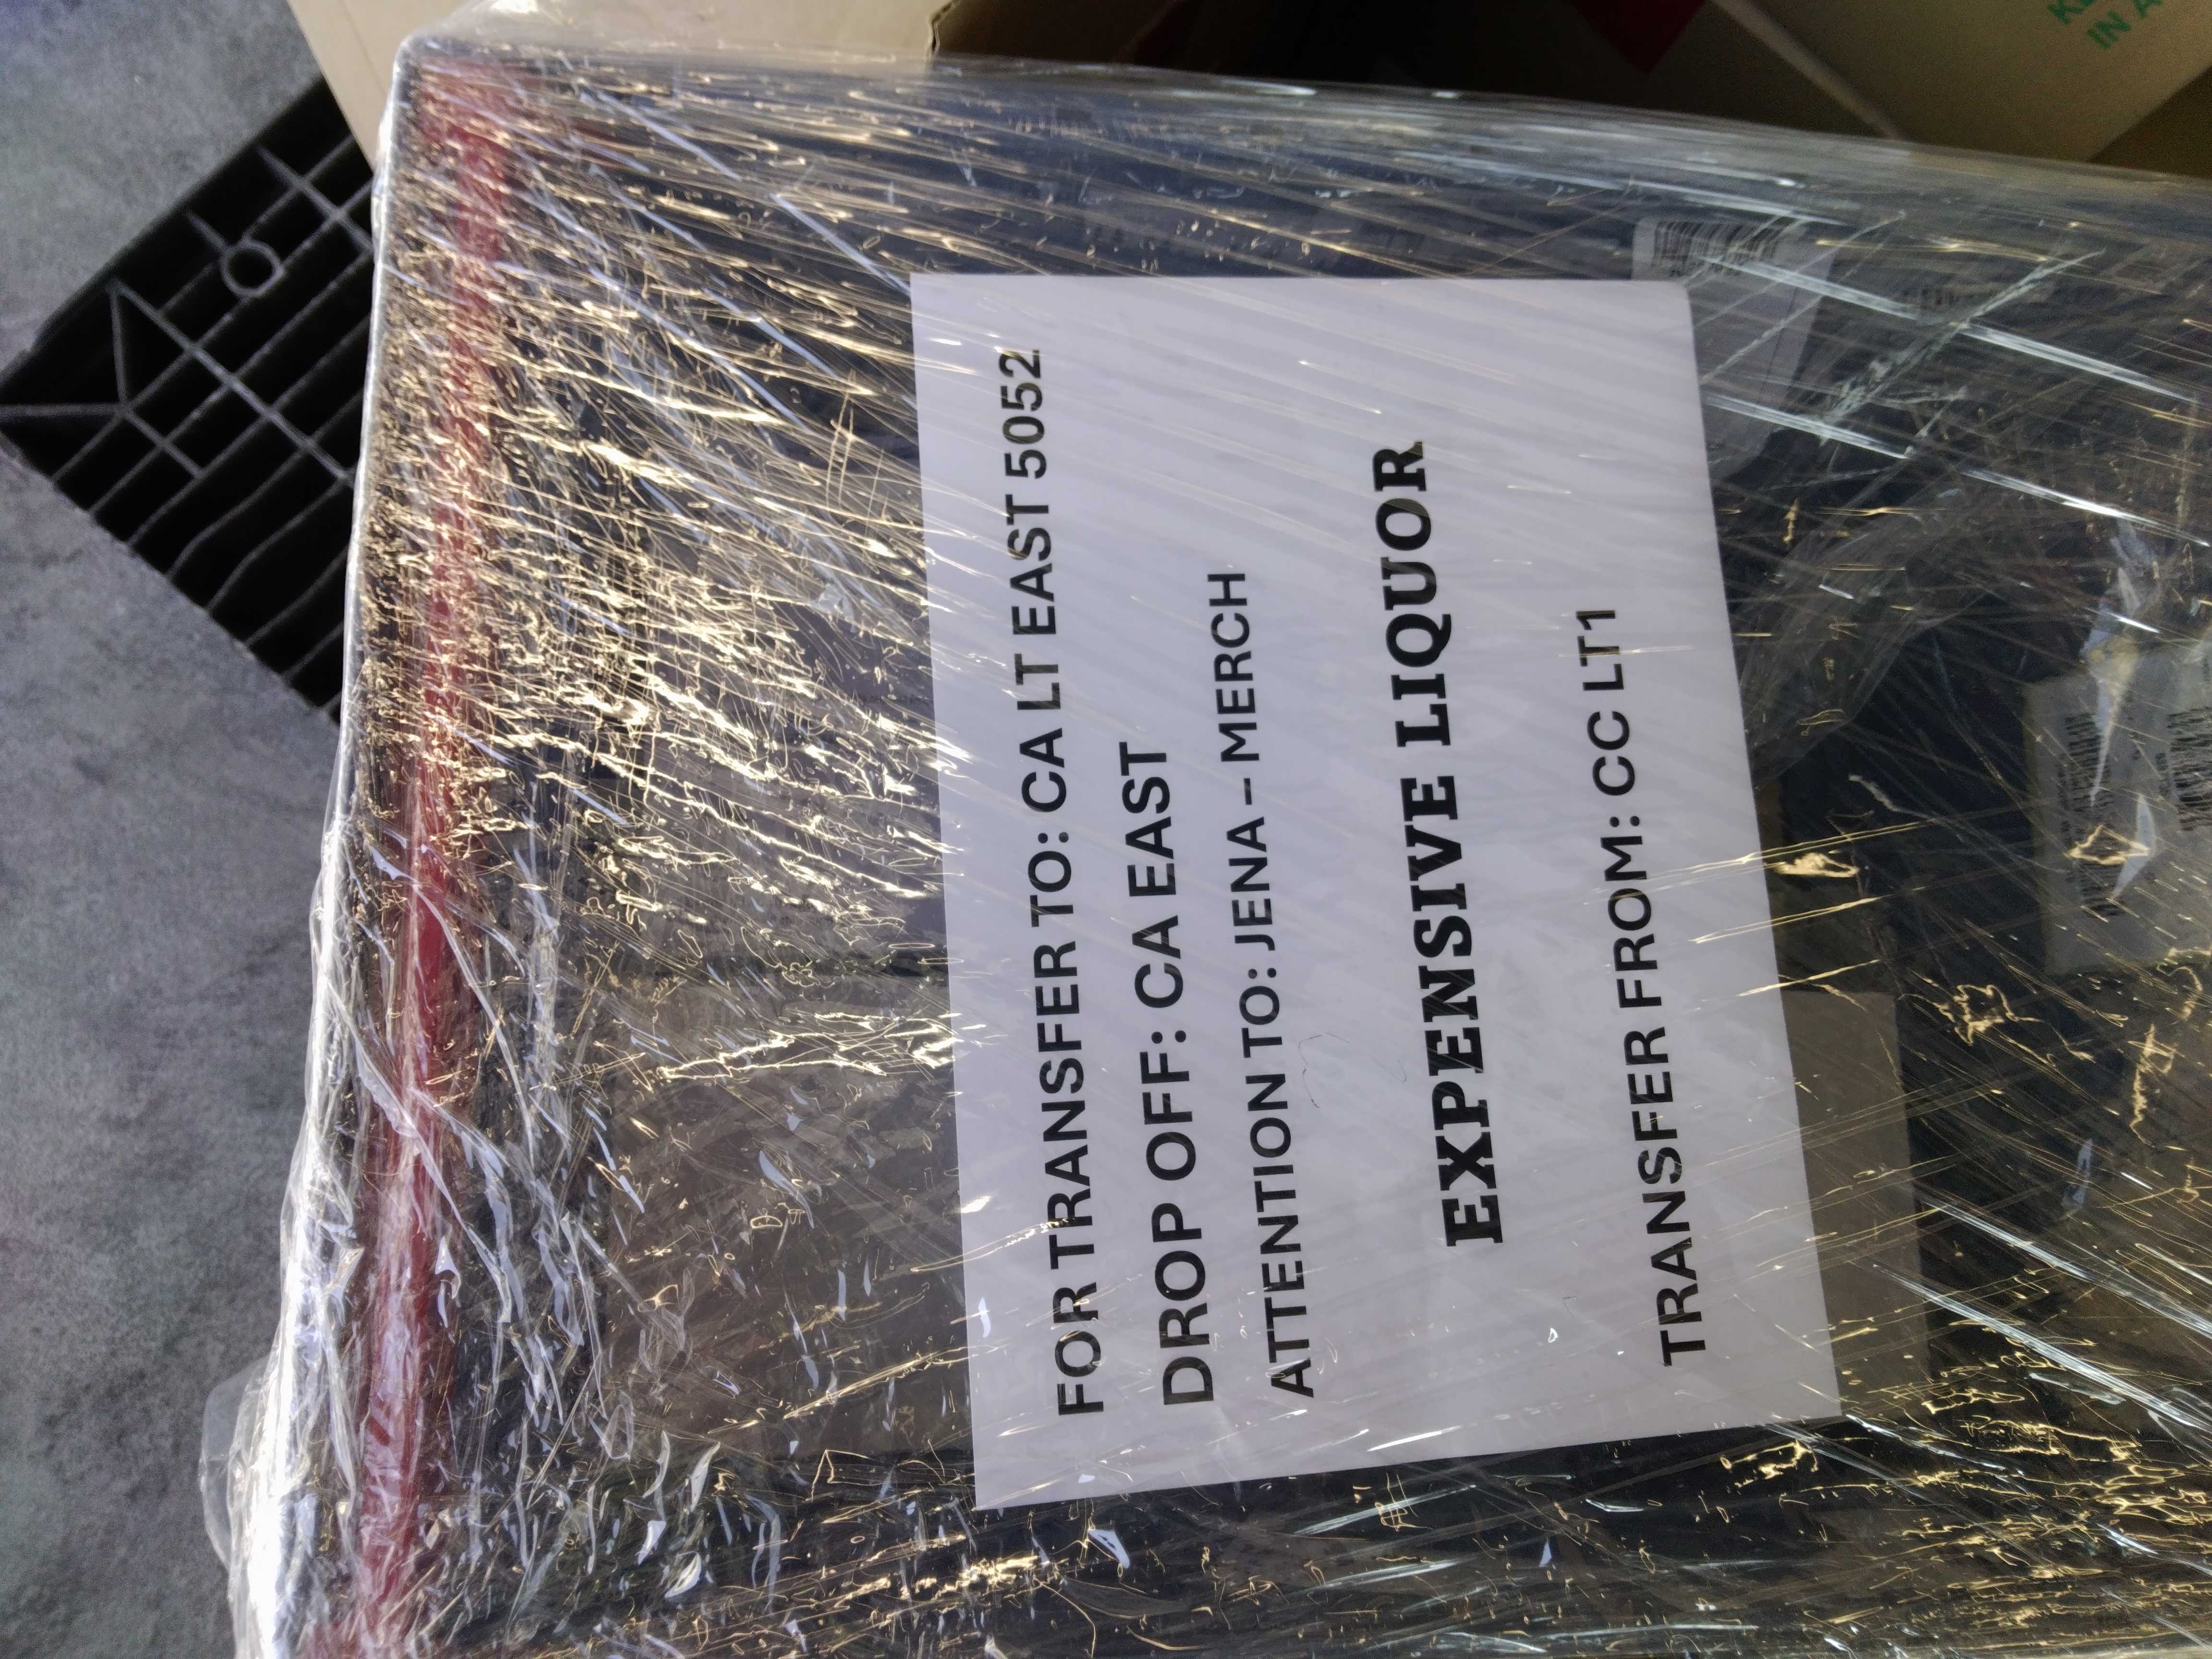 FOR TRANSFER TO: CA LT EAST 5052
DROP OFF: CA EAST
ATTENTION TO: JENA – MERCH
EXPENSIVE LIQUOR
TRANSFER FROM: CC LT1
IN A